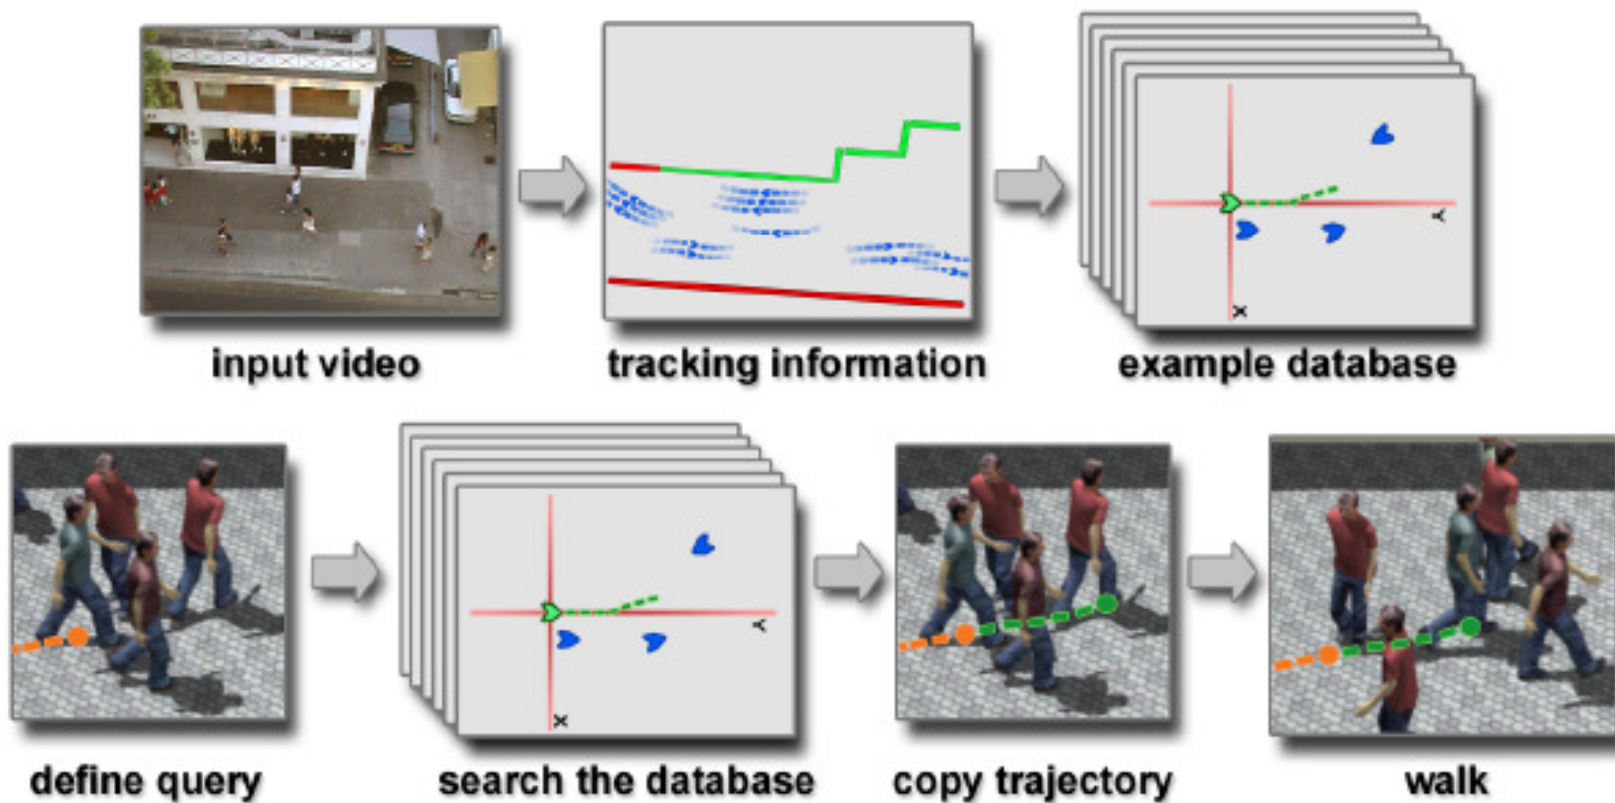 input video
tracking information
example database
Y
X
define query
search the database
copy trajectory
walk
Y
X